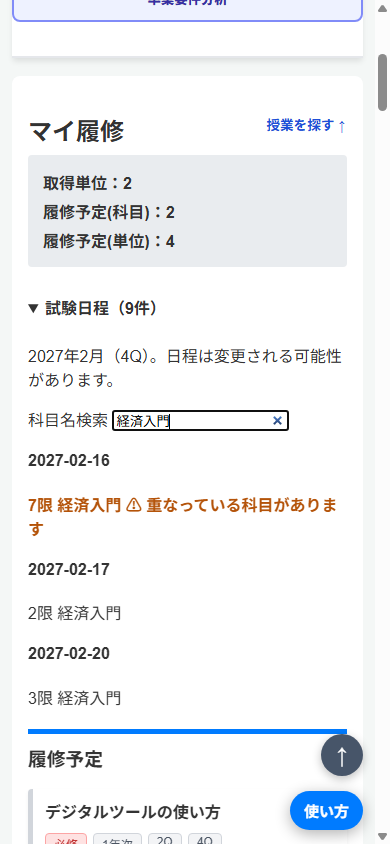 卒業要件分析
マイ履修
授業を探す ↑
取得単位：2
履修予定(科目)：2
履修予定(単位)：4
▼ 試験日程（9件）
2027年2月（4Q）。日程は変更される可能性
があります。
科目名検索 経済入門 ×
2027-02-16
7限 経済入門 ⚠ 重なっている科目がありま
す
2027-02-17
2限 経済入門
2027-02-20
3限 経済入門
履修予定
↑
デジタルツールの使い方
使い方
必修 1年次 2Q 4Q